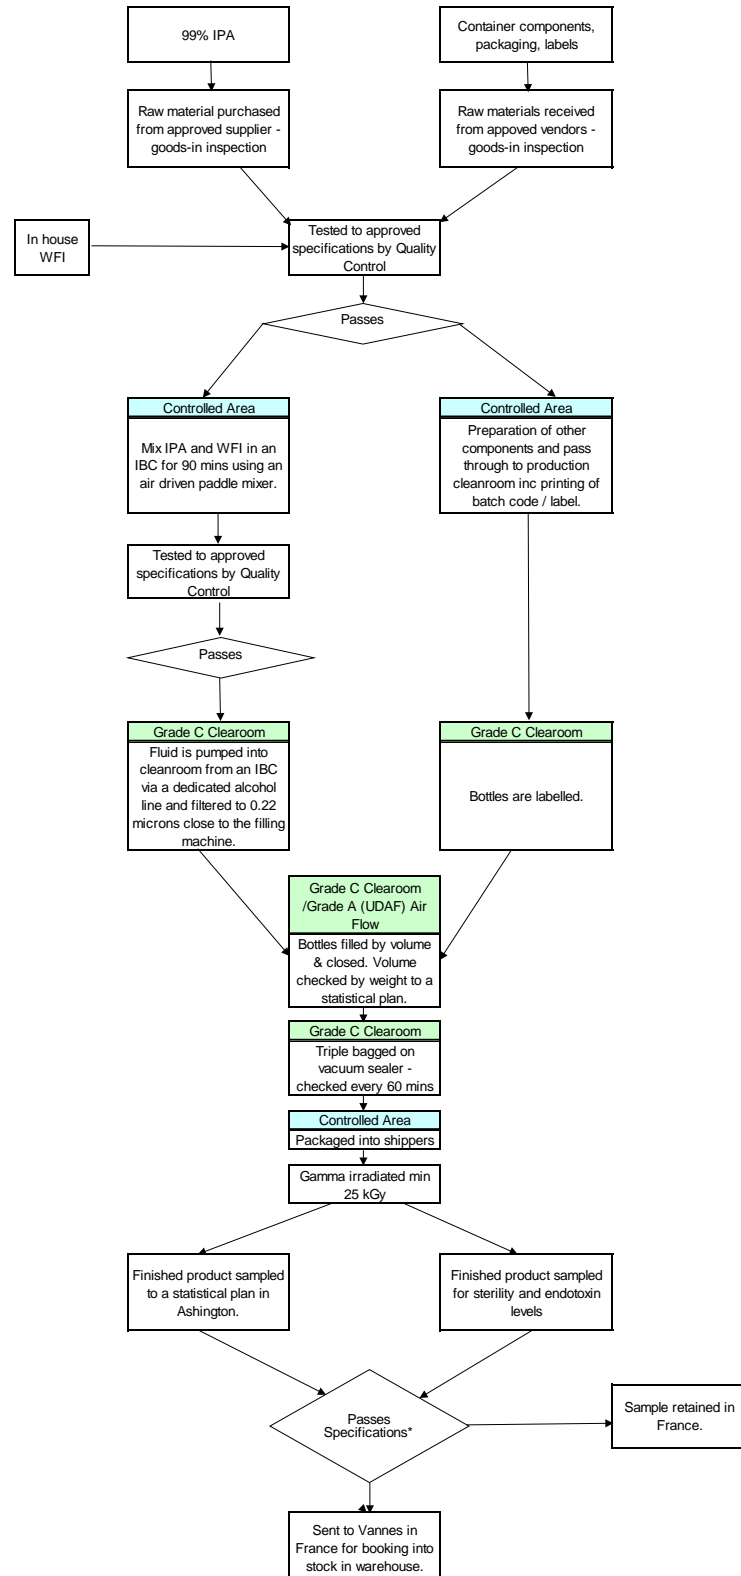 99% IPA
Container components,
packaging, labels
Raw material purchased
from approved supplier -
goods-in inspection
Raw materials received
from appoved vendors -
goods-in inspection
In house
WFI
Tested to approved
specifications by Quality
Control
Passes
Controlled Area
Mix IPA and WFI in an
IBC for 90 mins using an
air driven paddle mixer.
Controlled Area
Preparation of other
components and pass
through to production
cleanroom inc printing of
batch code / label.
Tested to approved
specifications by Quality
Control
Passes
Grade C Clearoom
Fluid is pumped into
cleanroom from an IBC
via a dedicated alcohol
line and filtered to 0.22
microns close to the filling
machine.
Grade C Clearoom
Bottles are labelled.
Grade C Clearoom
/Grade A (UDAF) Air
Flow
Bottles filled by volume
& closed. Volume
checked by weight to a
statistical plan.
Grade C Clearoom
Triple bagged on
vacuum sealer -
checked every 60 mins
Controlled Area
Packaged into shippers
Gamma irradiated min
25 kGy
Finished product sampled
to a statistical plan in
Ashington.
Finished product sampled
for sterility and endotoxin
levels
Passes
Specifications*
Sample retained in
France.
Sent to Vannes in
France for booking into
stock in warehouse.